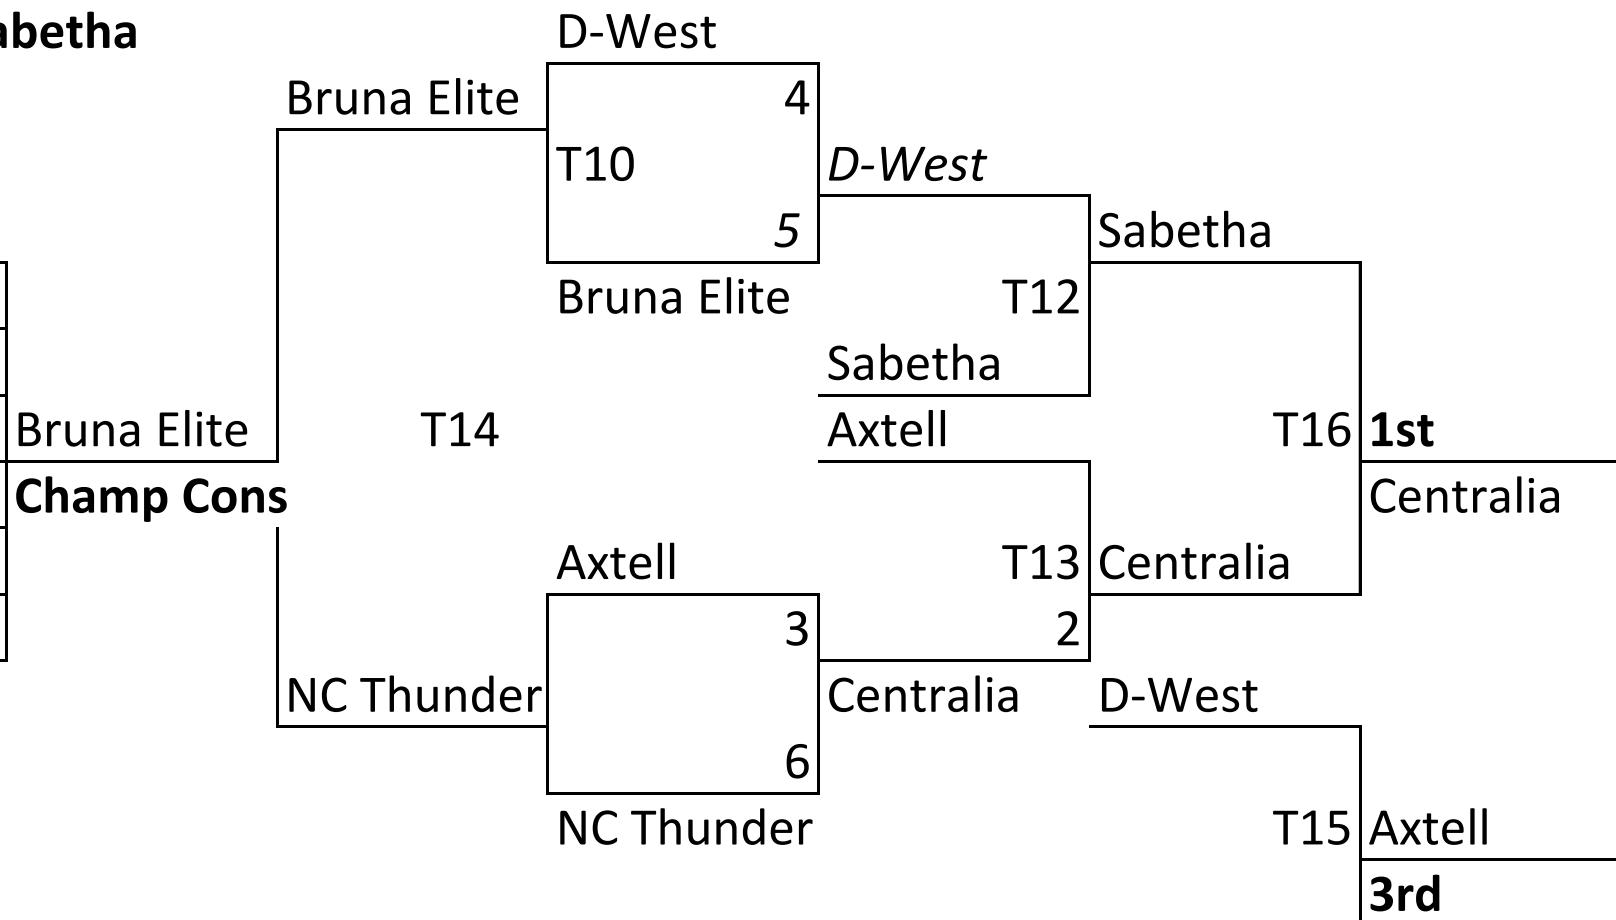 abetha
D-West
Bruna Elite
4
T10
D-West
5
Sabetha
Bruna Elite
T12
Sabetha
Bruna Elite
T14
Axtell
T16
1st
Champ Cons
Centralia
Axtell
T13
Centralia
3
2
NC Thunder
Centralia
D-West
6
NC Thunder
T15
Axtell
3rd